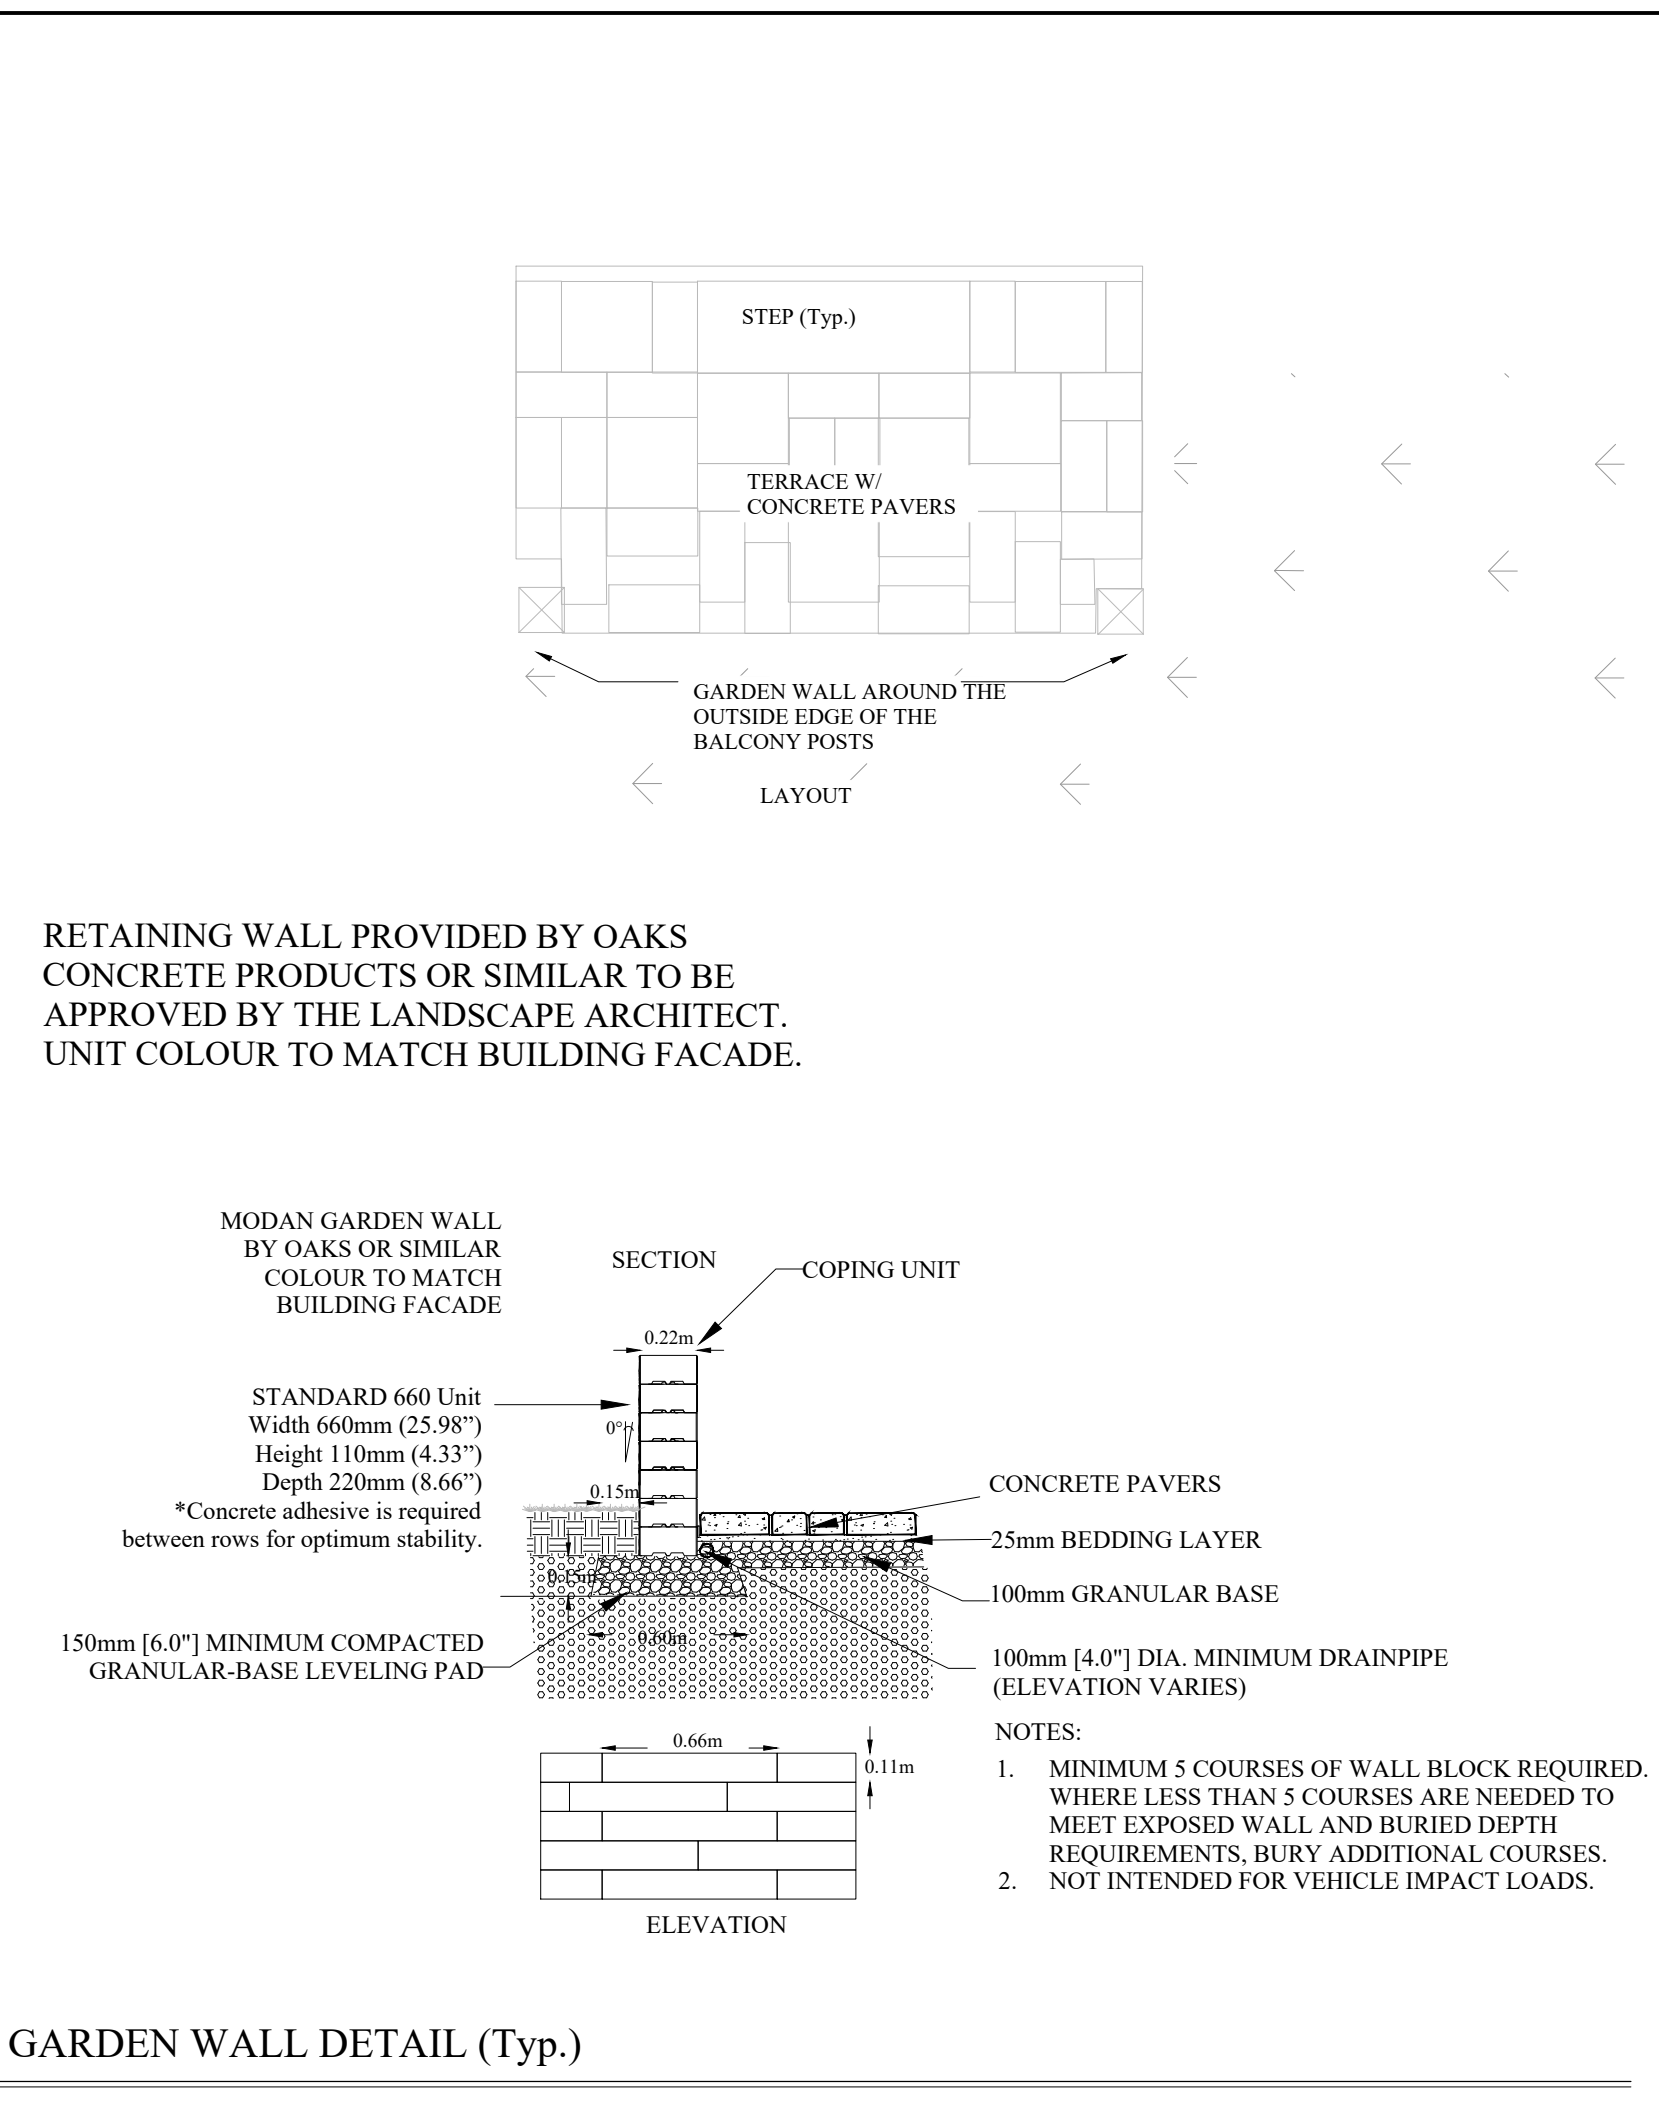 STEP (Typ.)
TERRACE W/
CONCRETE PAVERS
GARDEN WALL AROUND THE
OUTSIDE EDGE OF THE
BALCONY POSTS
LAYOUT
RETAINING WALL PROVIDED BY OAKS
CONCRETE PRODUCTS OR SIMILAR TO BE
APPROVED BY THE LANDSCAPE ARCHITECT.
UNIT COLOUR TO MATCH BUILDING FACADE.
MODAN GARDEN WALL
BY OAKS OR SIMILAR
COLOUR TO MATCH
BUILDING FACADE
SECTION
COPING UNIT
0.22m
STANDARD 660 Unit
Width 660mm (25.98”)
Height 110mm (4.33”)
Depth 220mm (8.66”)
*Concrete adhesive is required
between rows for optimum stability.
0°
0.15m
CONCRETE PAVERS
25mm BEDDING LAYER
0.15m
100mm GRANULAR BASE
150mm [6.0"] MINIMUM COMPACTED
GRANULAR-BASE LEVELING PAD
0.60m
100mm [4.0"] DIA. MINIMUM DRAINPIPE
(ELEVATION VARIES)
0.66m
0.11m
ELEVATION
NOTES:
1. MINIMUM 5 COURSES OF WALL BLOCK REQUIRED.
WHERE LESS THAN 5 COURSES ARE NEEDED TO
MEET EXPOSED WALL AND BURIED DEPTH
REQUIREMENTS, BURY ADDITIONAL COURSES.
2. NOT INTENDED FOR VEHICLE IMPACT LOADS.
GARDEN WALL DETAIL (Typ.)